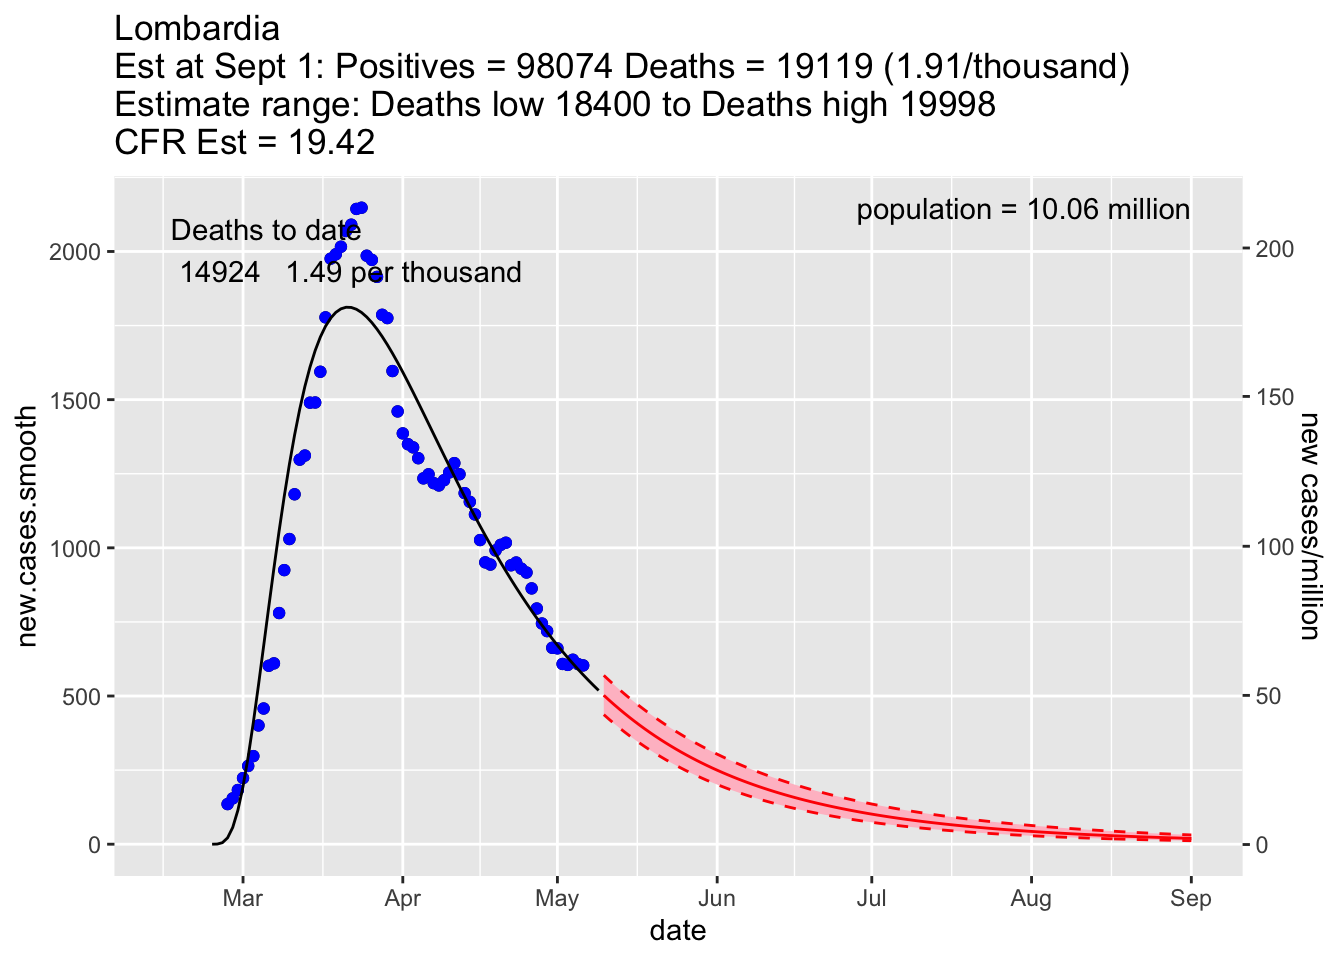 Lombardia
Est at Sept 1: Positives = 98074 Deaths = 19119 (1.91/thousand)
Estimate range: Deaths low 18400 to Deaths high 19998
CFR Est = 19.42
population = 10.06 million
Deaths to date
14924 1.49 per thousand
2000
1500
1000
500
0
new.cases.smooth
200
150
100
50
0
new cases/million
Mar Apr May Jun Jul Aug Sep
date